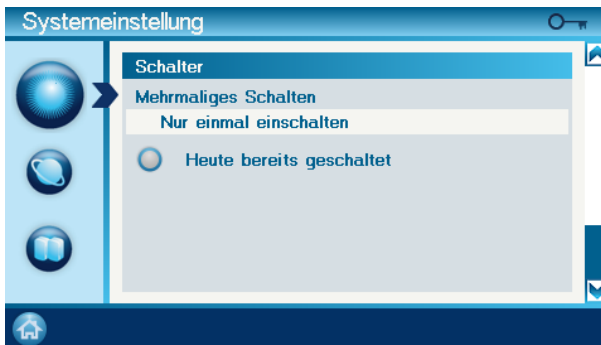 Systemeinstellung
Schalter
Mehrmaliges Schalten
Nur einmal einschalten
Heute bereits geschaltet